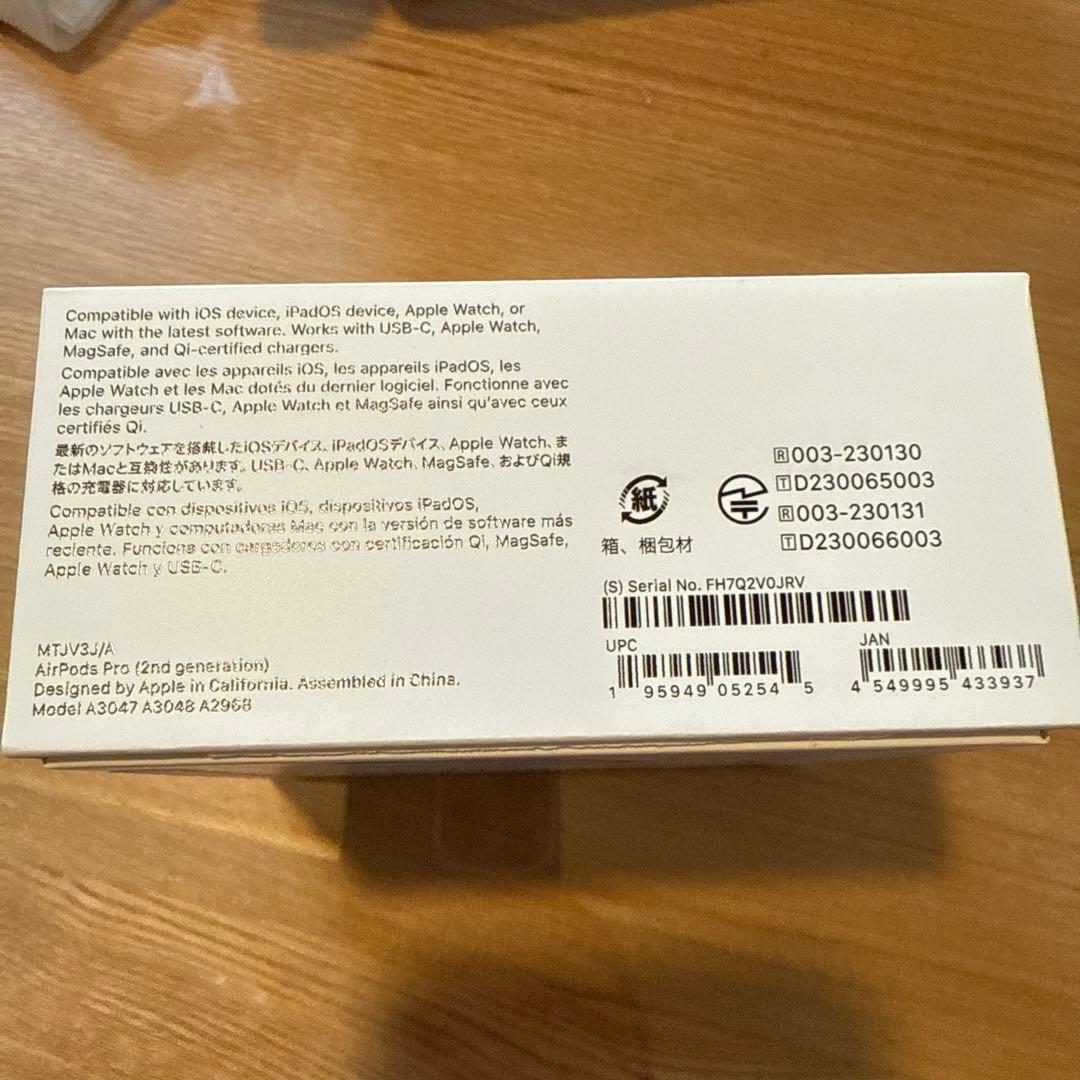 Compatible with iOS device, iPadOS device, Apple Watch, or
Mac with the latest software. Works with USB-C, Apple Watch,
MagSafe, and Qi-certified chargers.
Compatible avec les appareils iOS, les appareils iPadOS, les
Apple Watch et les Mac dotés du dernier logiciel. Fonctionne avec
les chargeurs USB-C, Apple Watch et MagSafe ainsi qu'avec ceux
certifiés Qi.
最新のソフトウェアを搭載したiOSデバイス、iPadOSデバイス、Apple Watch、ま
たはMacと互換性があります。USB-C、Apple Watch、MagSafe、およびQi規
格の充電器に対応しています。
Compatible con dispositivos iOS, dispositivos iPadOS,
Apple Watch y computadoras Mac con la versión de software más
reciente. Funciona con cargadores con certificación Qi, MagSafe,
Apple Watch y USB-C.
MTJV3J/A
AirPods Pro (2nd generation)
Designed by Apple in California. Assembled in China.
Model A3047 A3048 A2968
紙
箱、梱包材
R 003-230130
T D230065003
R 003-230131
T D230066003
(S) Serial No. FH7Q2V0JRV
UPC
1 95949 05254 5
JAN
4 549995 433937